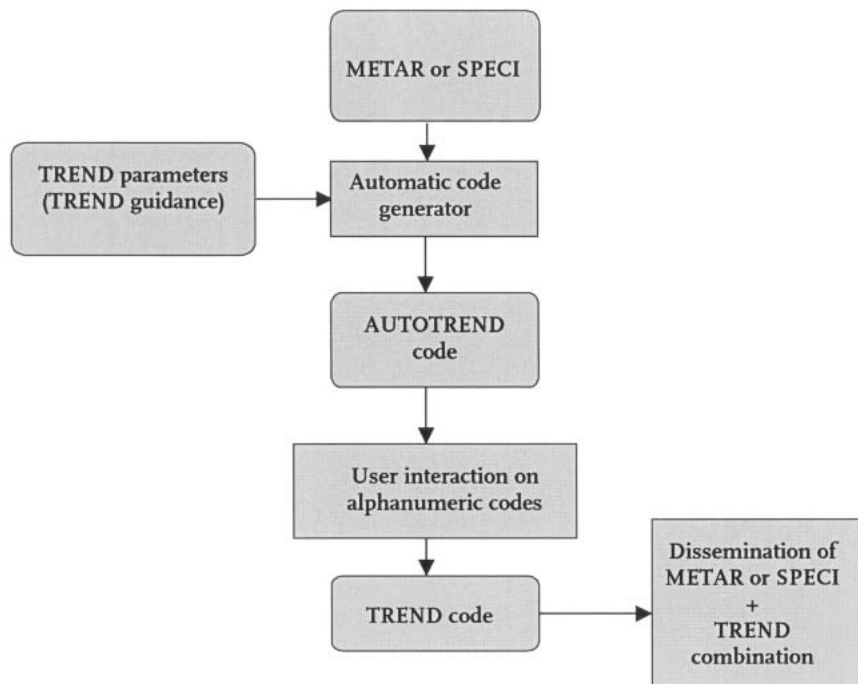 METAR or SPECI
TREND parameters
(TREND guidance)
Automatic code
generator
AUTOTREND
code
User interaction on
alphanumeric codes
TREND code
Dissemination of
METAR or SPECI
+
TREND
combination